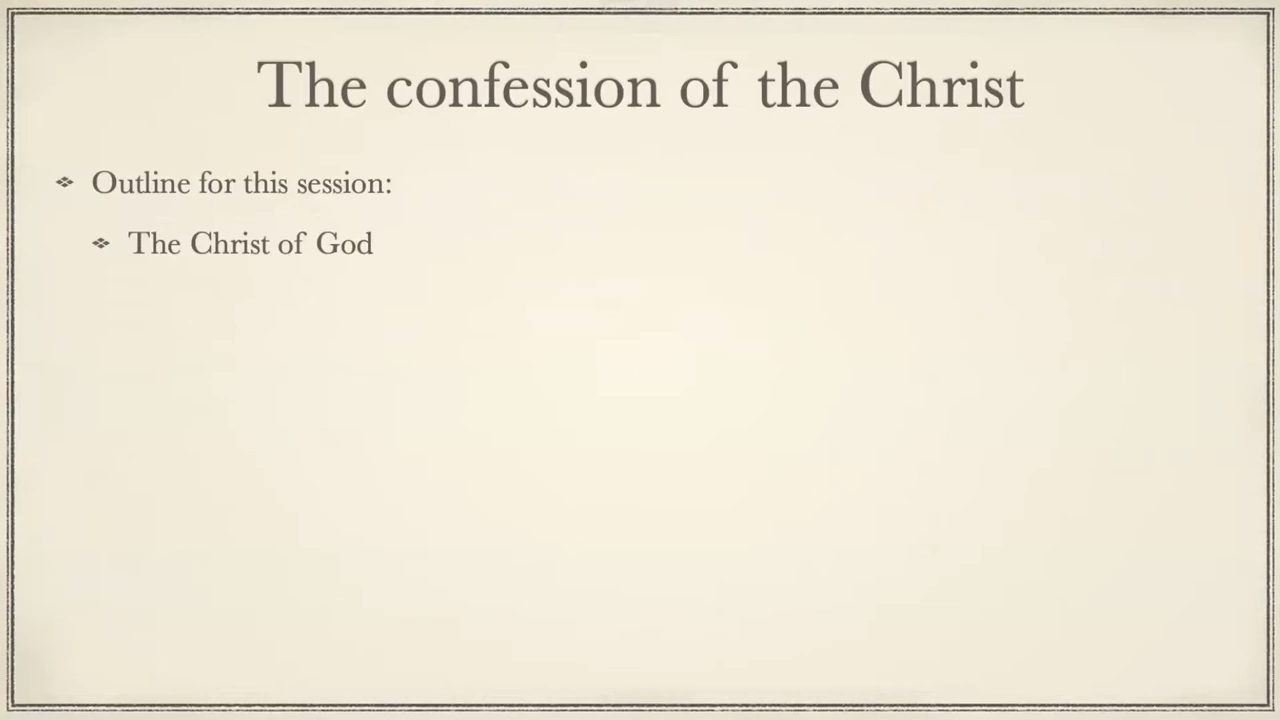 The confession of the Christ
Outline for this session:
The Christ of God